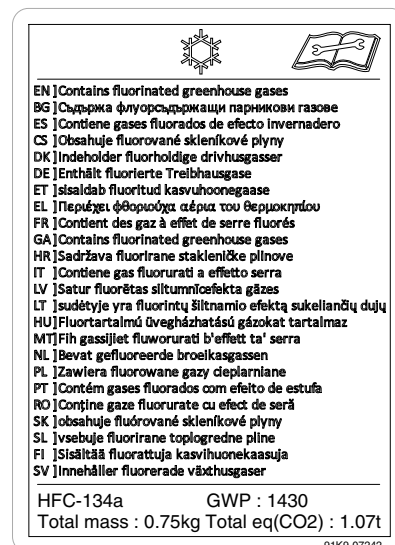 EN ]Contains fluorinated greenhouse gases
BG ]Съдържа флуорсъдържащи парникови газове
ES ]Contiene gases fluorados de efecto invernadero
CS ]Obsahuje fluorované skleníkové plyny
DK]Indeholder fluorholdige drivhusgasser
DE ]Enthält fluorierte Treibhausgase
ET ]sisaldab fluoritud kasvuhoonegaase
EL ]Περιέχει φθοριούχα αέρια του θερμοκηπίου
FR ]Contient des gaz à effet de serre fluorés
GA]Contains fluorinated greenhouse gases
HR]Sadržava fluorirane stakleničke plinove
IT ]Contiene gas fluorurati a effetto serra
LV ]Satur fluorētas siltumnīcefekta gāzes
LT ]sudėtyje yra fluorintų šiltnamio efektą sukeliančių dujų
HU]Fluortartalmú üvegházhatású gázokat tartalmaz
MT]Fih gassijiet fluworurati b'effett ta' serra
NL ]Bevat gefluoreerde broeikasgassen
PL ]Zawiera fluorowane gazy cieplarniane
PT ]Contém gases fluorados com efeito de estufa
RO ]Conține gaze fluorurate cu efect de seră
SK ]obsahuje fluórované skleníkové plyny
SL ]vsebuje fluorirane toplogredne pline
FI ]Sisältää fluorattuja kasvihuonekaasuja
SV ]Innehåller fluorerade växthusgaser
HFC-134a GWP : 1430
Total mass : 0.75kg Total eq(CO2) : 1.07t
91K9-07242